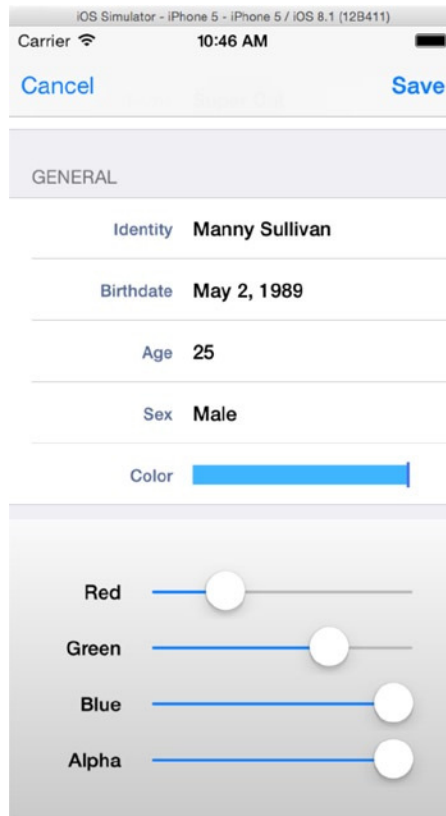 iOS Simulator - iPhone 5 - iPhone 5 / iOS 8.1 (12B411)
Carrier 10:46 AM
Cancel Save
GENERAL
Identity Manny Sullivan
Birthdate May 2, 1989
Age 25
Sex Male
Color
Red
Green
Blue
Alpha